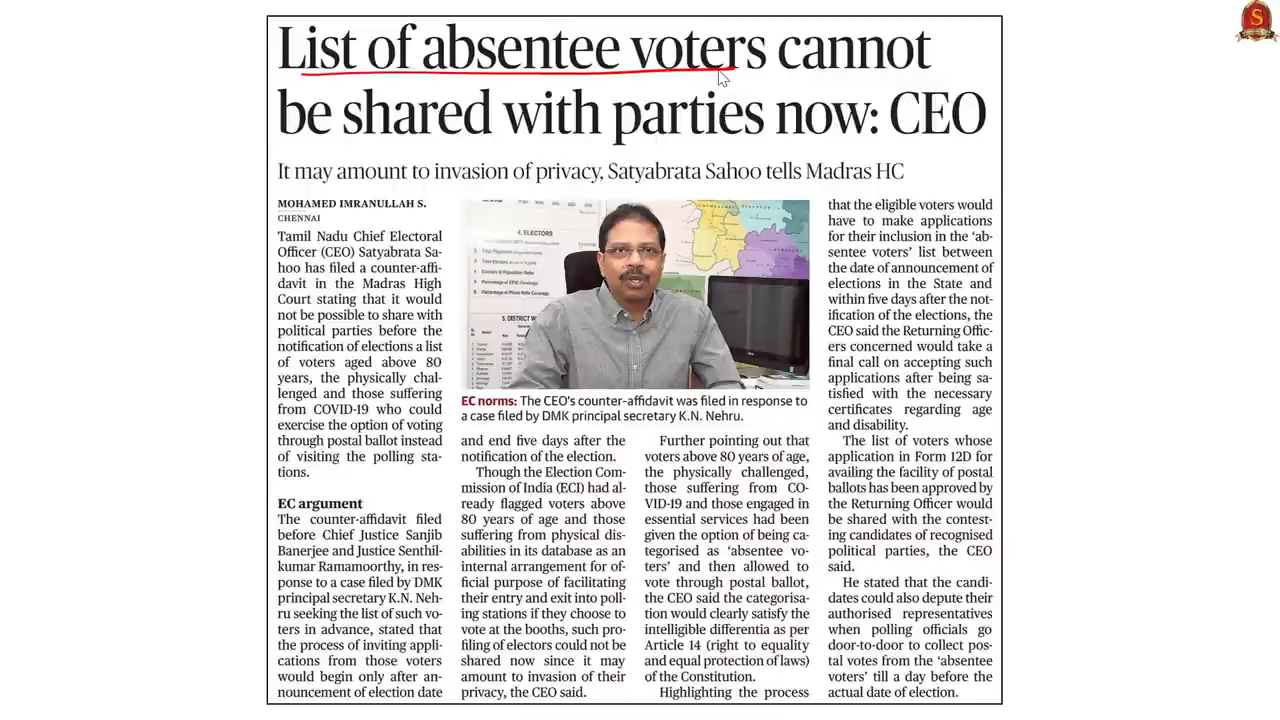 List of absentee voters cannot
be shared with parties now: CEO
It may amount to invasion of privacy, Satyabrata Sahoo tells Madras HC
MOHAMED IMRANULLAH S.
CHENNAI
Tamil Nadu Chief Electoral
Officer (CEO) Satyabrata Sa-
hoo has filed a counter-affi-
davit in the Madras High
Court stating that it would
not be possible to share with
political parties before the
notification of elections a list
of voters aged above 80
years, the physically chal-
lenged and those suffering
from COVID-19 who could
exercise the option of voting
through postal ballot instead
of visiting the polling sta-
tions.
EC argument
The counter-affidavit filed
before Chief Justice Sanjib
Banerjee and Justice Senthil-
kumar Ramamoorthy, in res-
ponse to a case filed by DMK
principal secretary K.N. Neh-
ru seeking the list of such vo-
ters in advance, stated that
the process of inviting appli-
cations from those voters
would begin only after an-
nouncement of election date
4. ELECTORS
5. DISTRICT W
EC norms: The CEO's counter-affidavit was filed in response to
a case filed by DMK principal secretary K.N. Nehru.
and end five days after the
notification of the election.
Though the Election Com-
mission of India (ECI) had al-
ready flagged voters above
80 years of age and those
suffering from physical dis-
abilities in its database as an
internal arrangement for of-
ficial purpose of facilitating
their entry and exit into poll-
ing stations if they choose to
vote at the booths, such pro-
filing of electors could not be
shared now since it may
amount to invasion of their
privacy, the CEO said.
Further pointing out that
voters above 80 years of age,
the physically challenged,
those suffering from CO-
VID-19 and those engaged in
essential services had been
given the option of being ca-
tegorised as ‘absentee vo-
ters’ and then allowed to
vote through postal ballot,
the CEO said the categorisa-
tion would clearly satisfy the
intelligible differentia as per
Article 14 (right to equality
and equal protection of laws)
of the Constitution.
Highlighting the process
that the eligible voters would
have to make applications
for their inclusion in the ‘ab-
sentee voters’ list between
the date of announcement of
elections in the State and
within five days after the not-
ification of the elections, the
CEO said the Returning Offic-
ers concerned would take a
final call on accepting such
applications after being sa-
tisfied with the necessary
certificates regarding age
and disability.
The list of voters whose
application in Form 12D for
availing the facility of postal
ballots has been approved by
the Returning Officer would
be shared with the contest-
ing candidates of recognised
political parties, the CEO
said.
He stated that the candi-
dates could also depute their
authorised representatives
when polling officials go
door-to-door to collect pos-
tal votes from the ‘absentee
voters’ till a day before the
actual date of election.
S